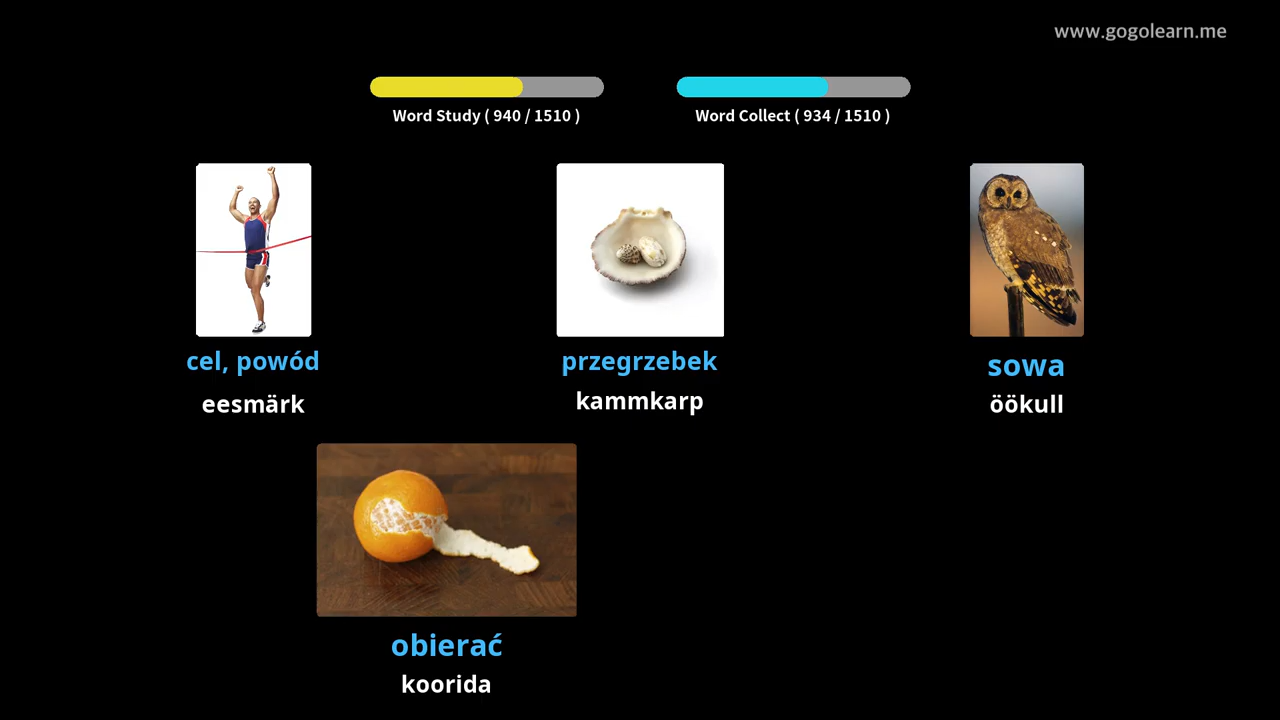 www.gogolearn.me
Word Study ( 940 / 1510 )
Word Collect ( 934 / 1510 )
cel, powód
eesmärk
przegrzebek
kammkarp
sowa
öökull
obierać
koorida